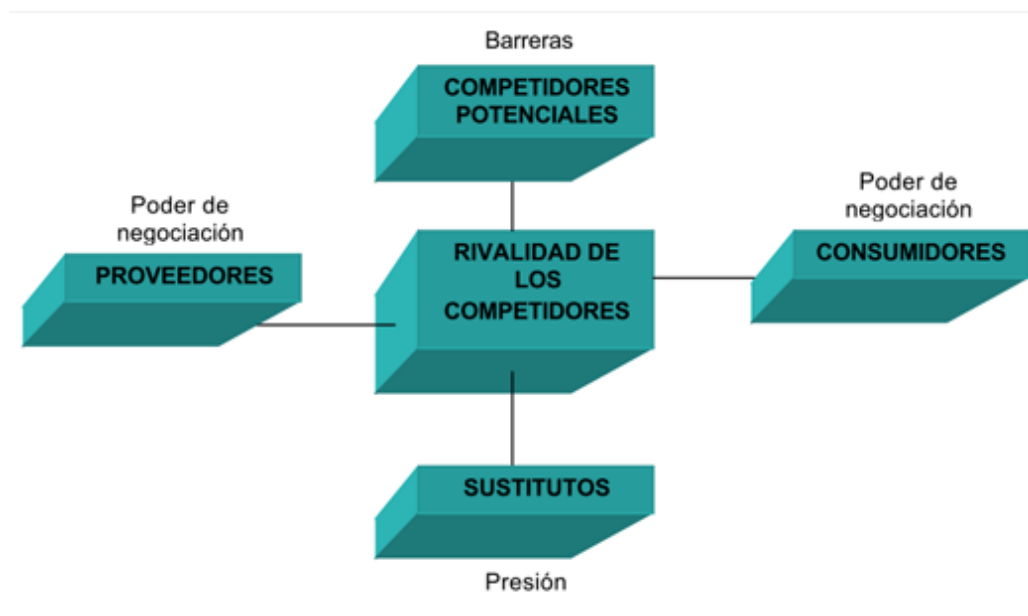 Barreras
COMPETIDORES
POTENCIALES
Poder de
negociación
PROVEEDORES
RIVALIDAD DE
LOS
COMPETIDORES
Poder de
negociación
CONSUMIDORES
SUSTITUTOS
Presión